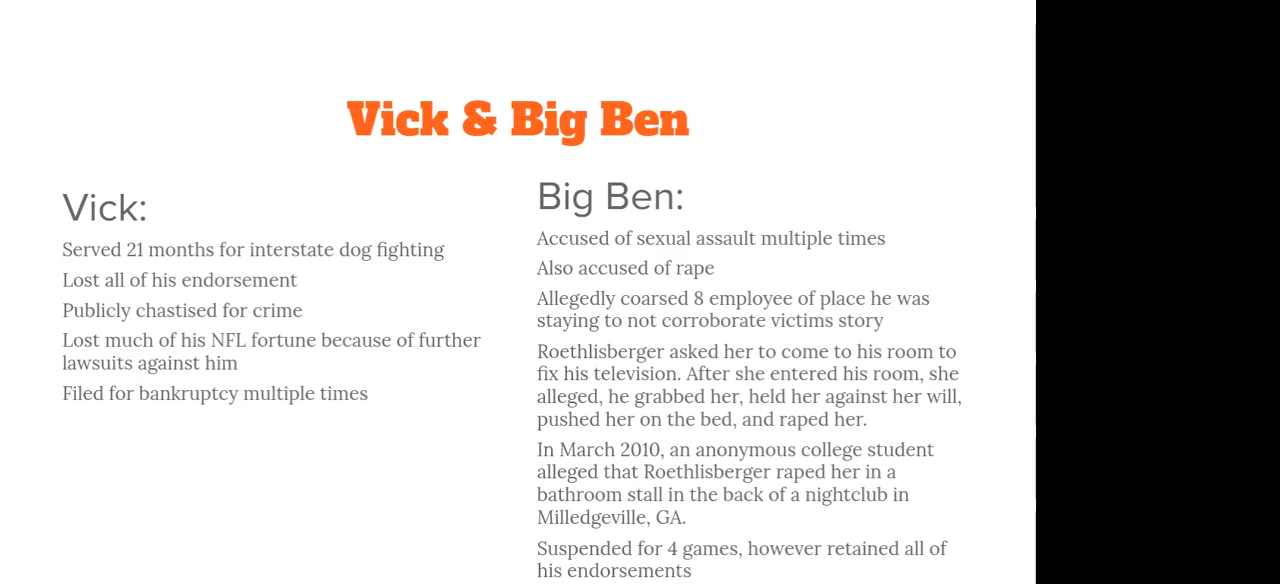 Vick & Big Ben
Vick:
Served 21 months for interstate dog fighting
Lost all of his endorsement
Publicly chastised for crime
Lost much of his NFL fortune because of further
lawsuits against him
Filed for bankruptcy multiple times
Big Ben:
Accused of sexual assault multiple times
Also accused of rape
Allegedly coarsed 8 employee of place he was
staying to not corroborate victims story
Roethlisberger asked her to come to his room to
fix his television. After she entered his room, she
alleged, he grabbed her, held her against her will,
pushed her on the bed, and raped her.
In March 2010, an anonymous college student
alleged that Roethlisberger raped her in a
bathroom stall in the back of a nightclub in
Milledgeville, GA.
Suspended for 4 games, however retained all of
his endorsements